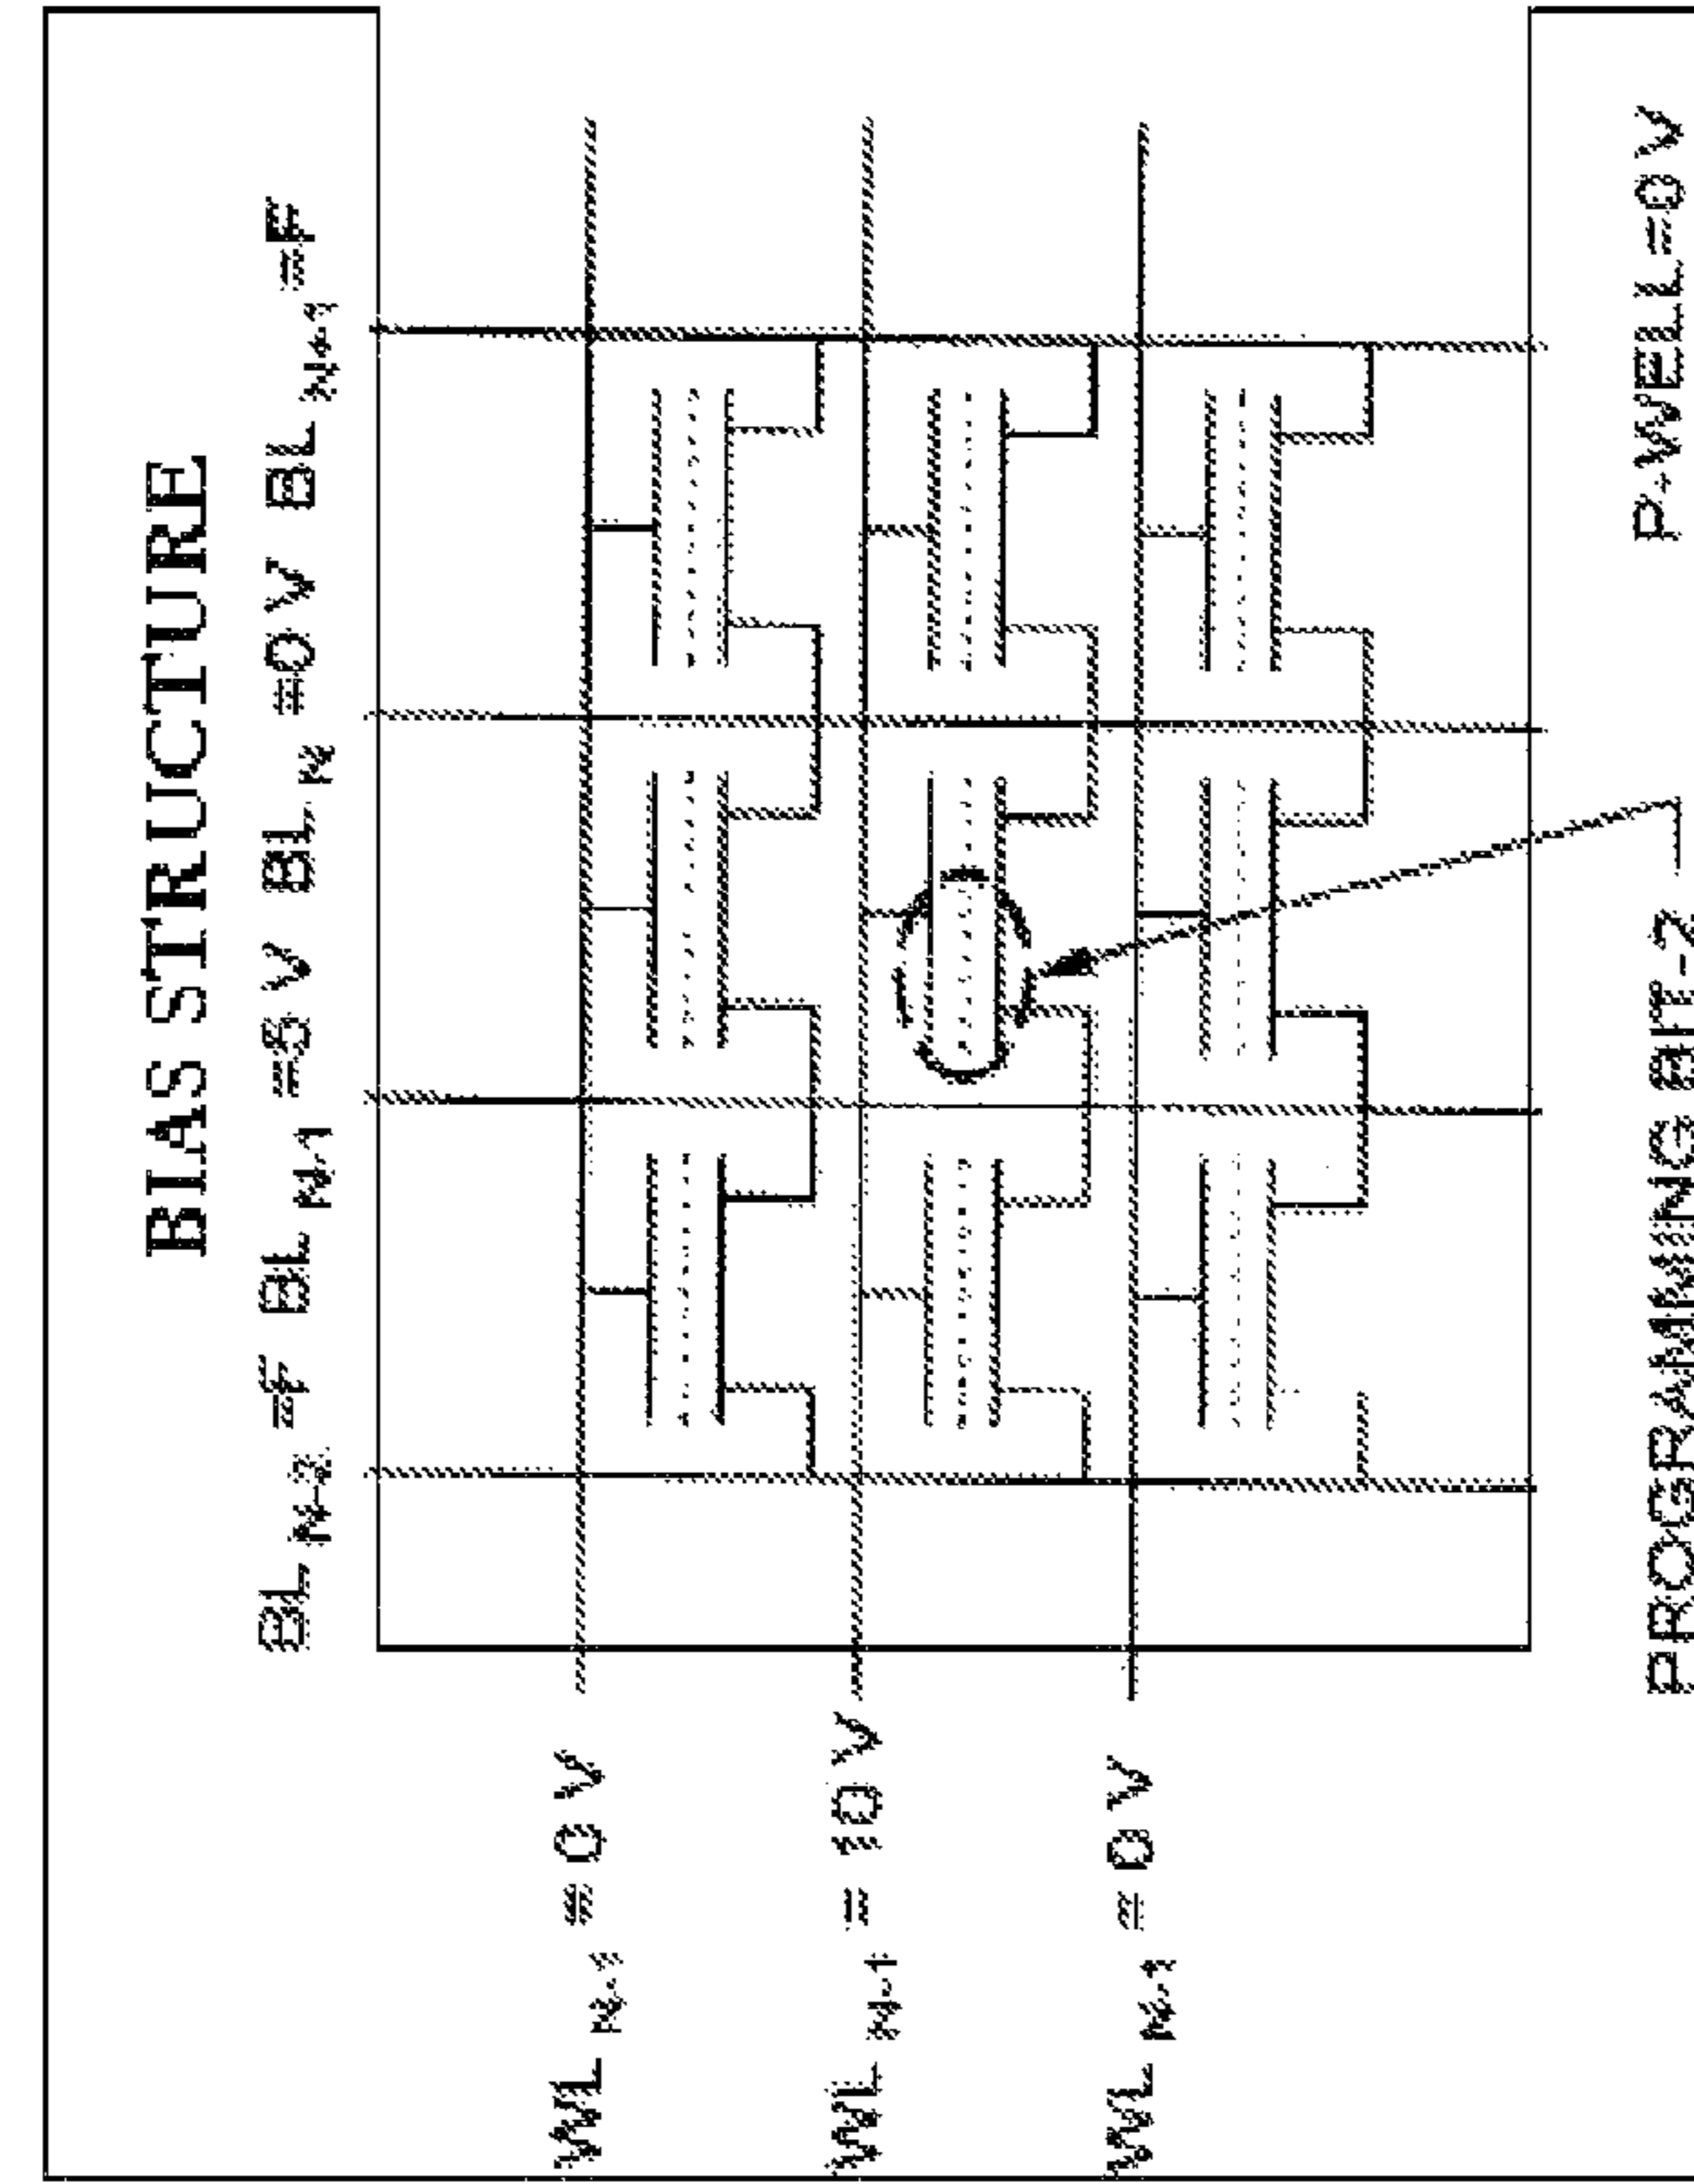 BIAS STRUCTURE
BL N-2 =F BL N-1 =5 V BL N =0 V BL N+1 =F
WL N-1 = 0 V
WL N-1 = 10 V
WL N-1 = 0 V
PROGRAMMING BIT-2 P-WELL=0 V